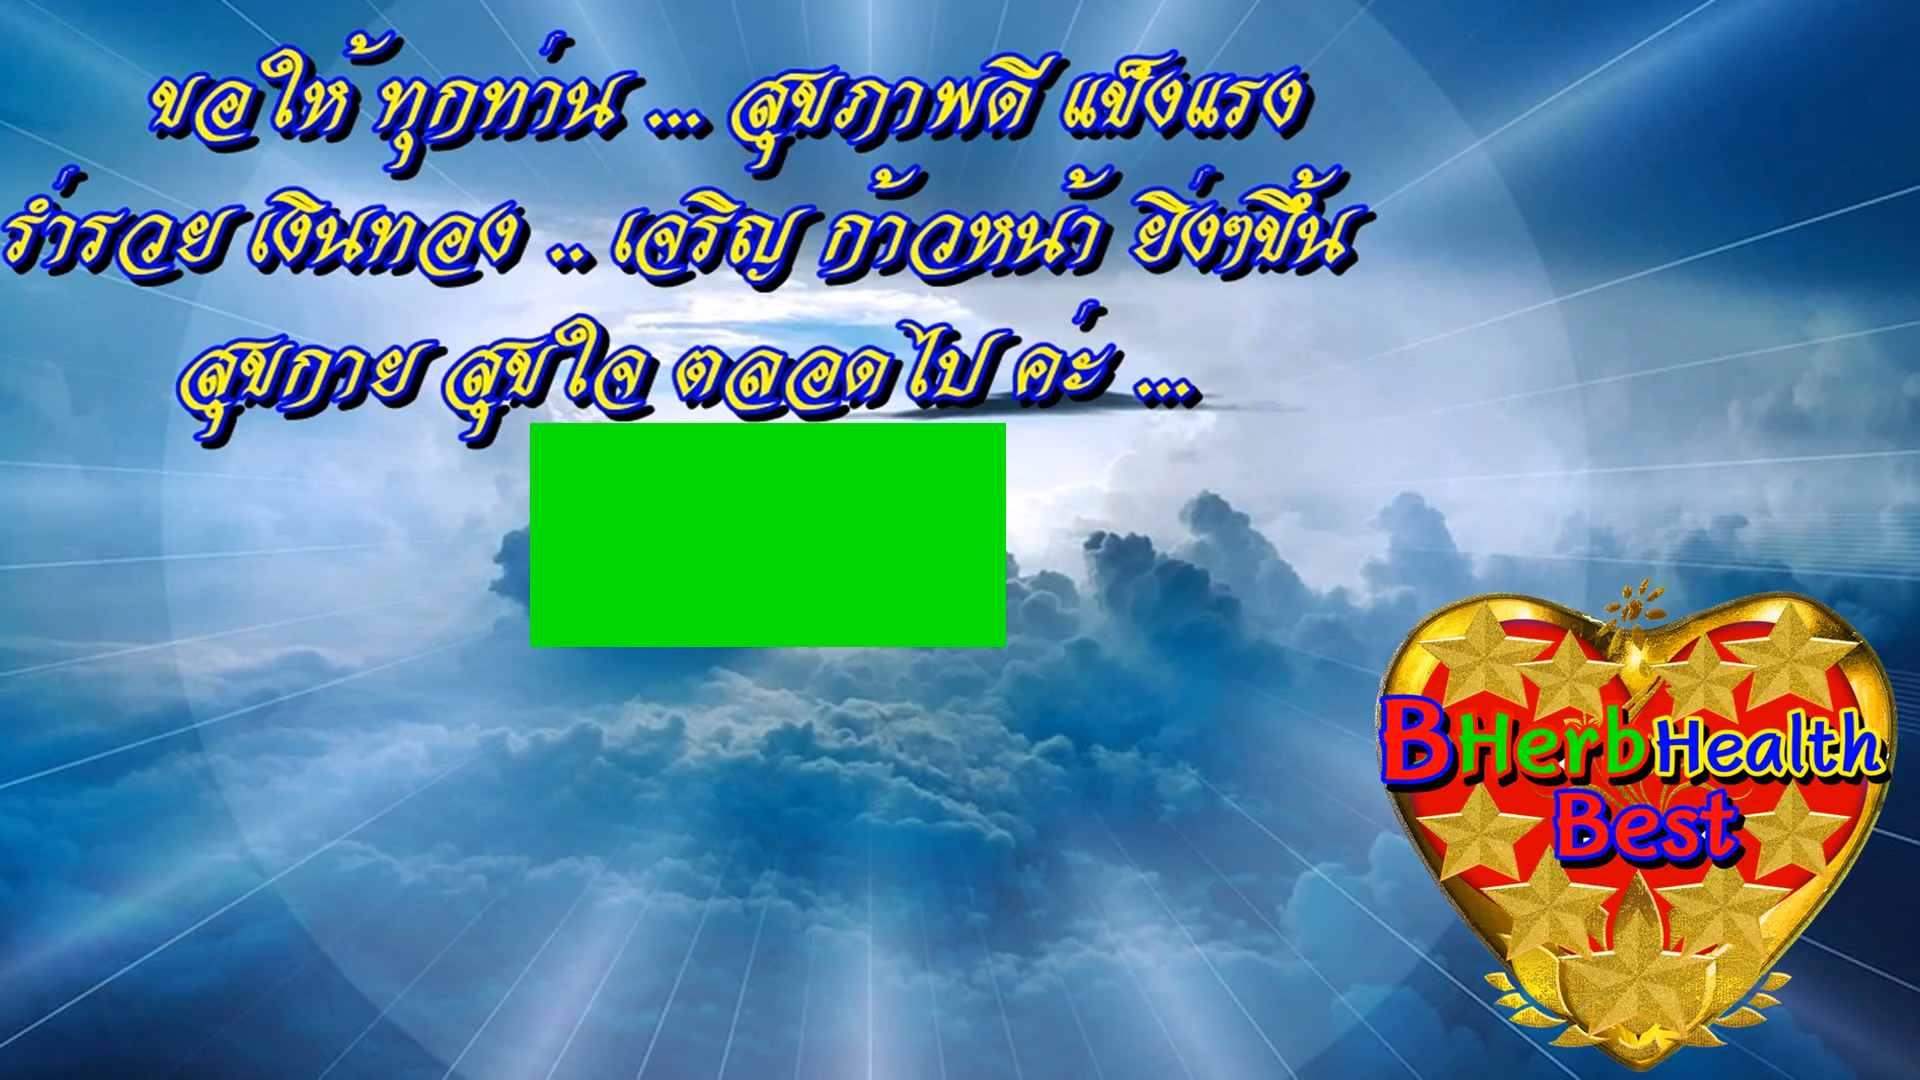 ขอให้ ทุกท่าน ... สุขภาพดี แข็งแรง
ร่ำรวย เงินทอง .. เจริญ ก้าวหน้า ยิ่งๆขึ้น
สุขกาย สุขใจ ตลอดไป ค่ะ ...
BHerbHealth
Best